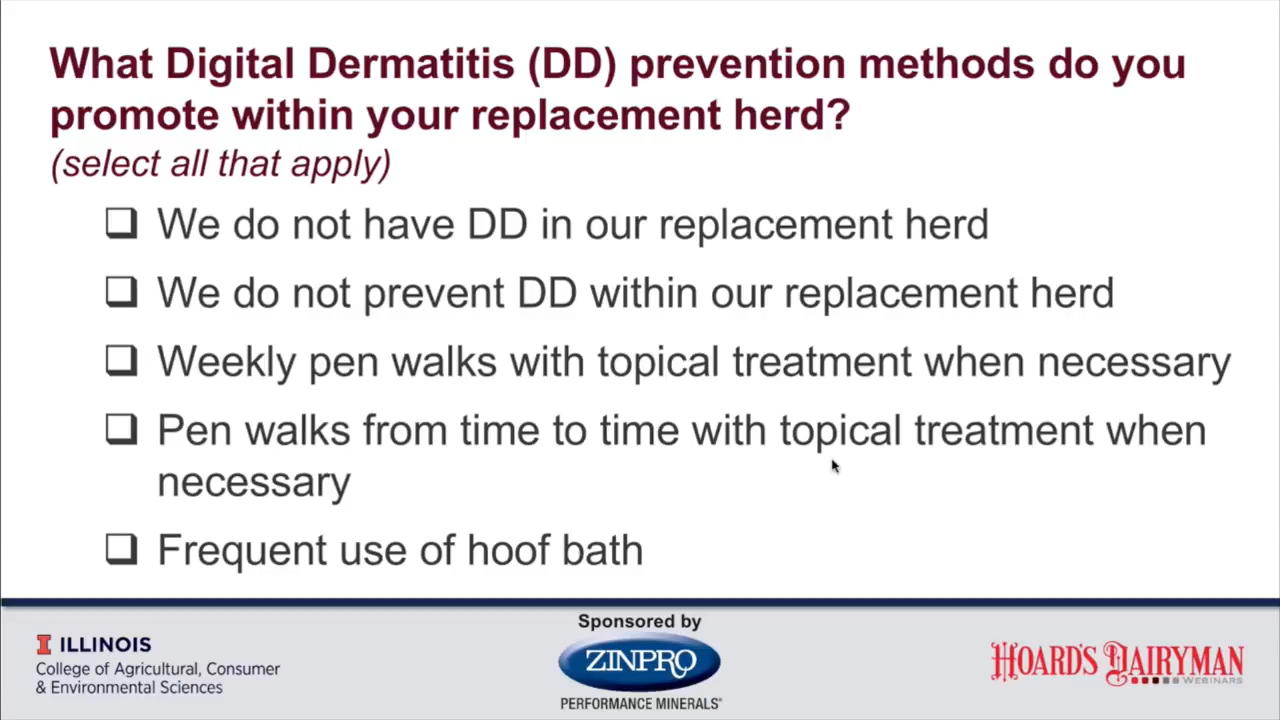 What Digital Dermatitis (DD) prevention methods do you
promote within your replacement herd?
(select all that apply)
We do not have DD in our replacement herd
We do not prevent DD within our replacement herd
Weekly pen walks with topical treatment when necessary
Pen walks from time to time with topical treatment when
necessary
Frequent use of hoof bath
Sponsored by
I ILLINOIS
College of Agricultural, Consumer
& Environmental Sciences
ZINPRO
PERFORMANCE MINERALS®
HOARD'S DAIRYMAN
WEBINARS